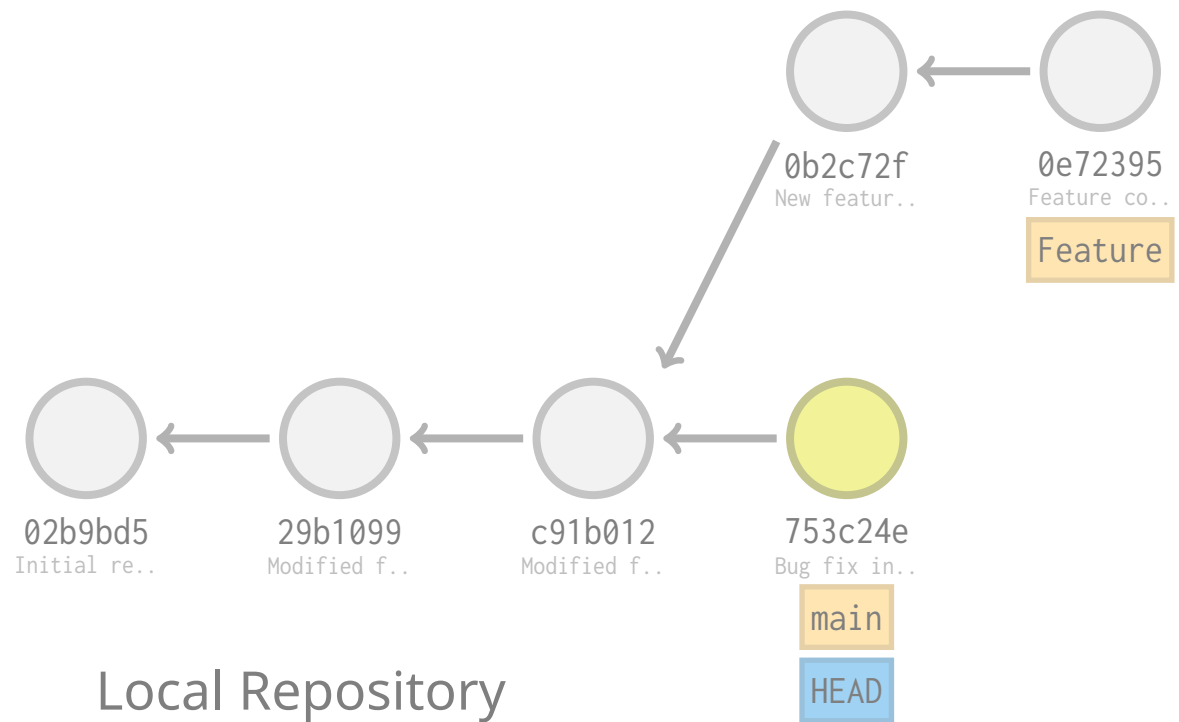 0b2c72f
New featur..
0e72395
Feature co..
Feature
02b9bd5
Initial re..
29b1099
Modified f..
c91b012
Modified f..
753c24e
Bug fix in..
main
HEAD
Local Repository